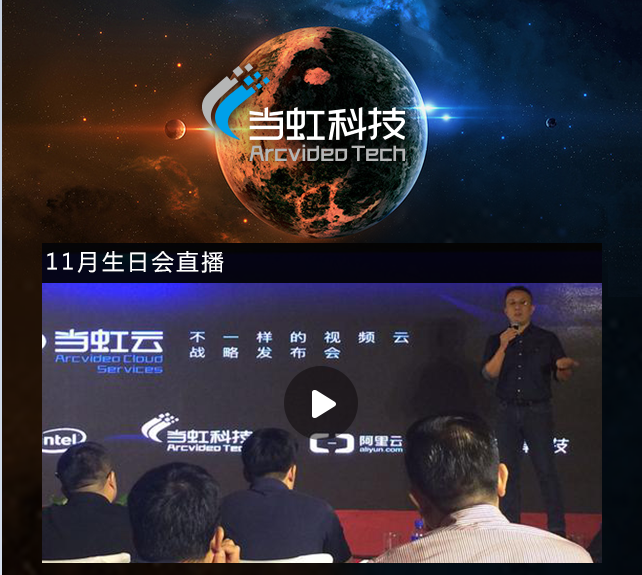 当虹科技
Arcvideo Tech
11月生日会直播
当虹云
Arcvideo Cloud
Services
不一样的视频云
战略发布会
intel
当虹科技
Arcvideo Tech
阿里云
aliyun.com
技